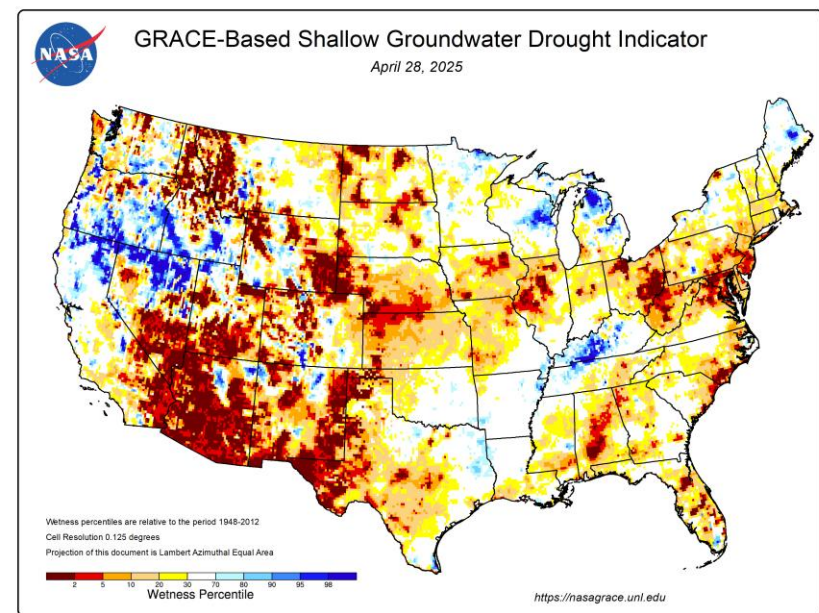 NASA
GRACE-Based Shallow Groundwater Drought Indicator
April 28, 2025
Wetness percentiles are relative to the period 1948-2012
Cell Resolution 0.125 degrees
Projection of this document is Lambert Azimuthal Equal Area
2 5 10 20 30 70 80 90 95 98
Wetness Percentile
https://nasagrace.unl.edu